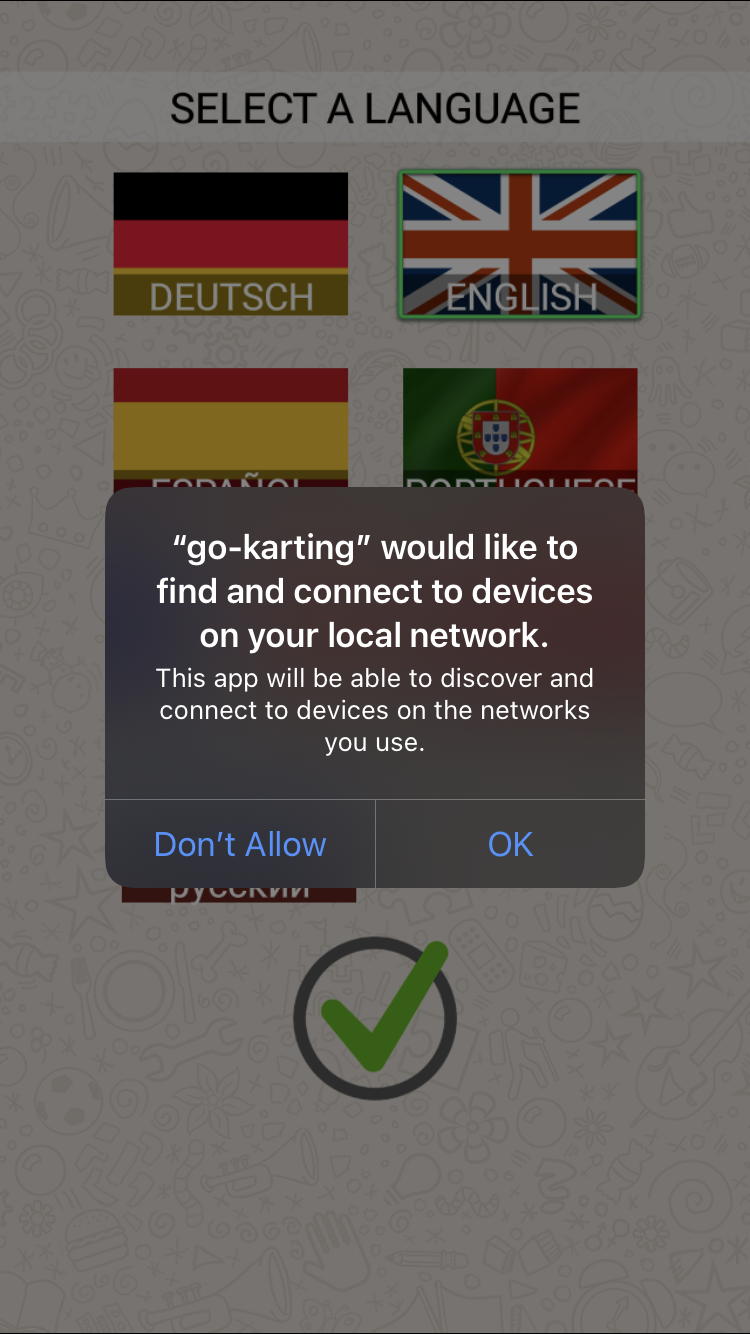 SELECT A LANGUAGE
DEUTSCH
ENGLISH
ESPAÑOL
PORTUGUESE
“go-karting” would like to
find and connect to devices
on your local network.
This app will be able to discover and
connect to devices on the networks
you use.
Don’t Allow
OK
русский